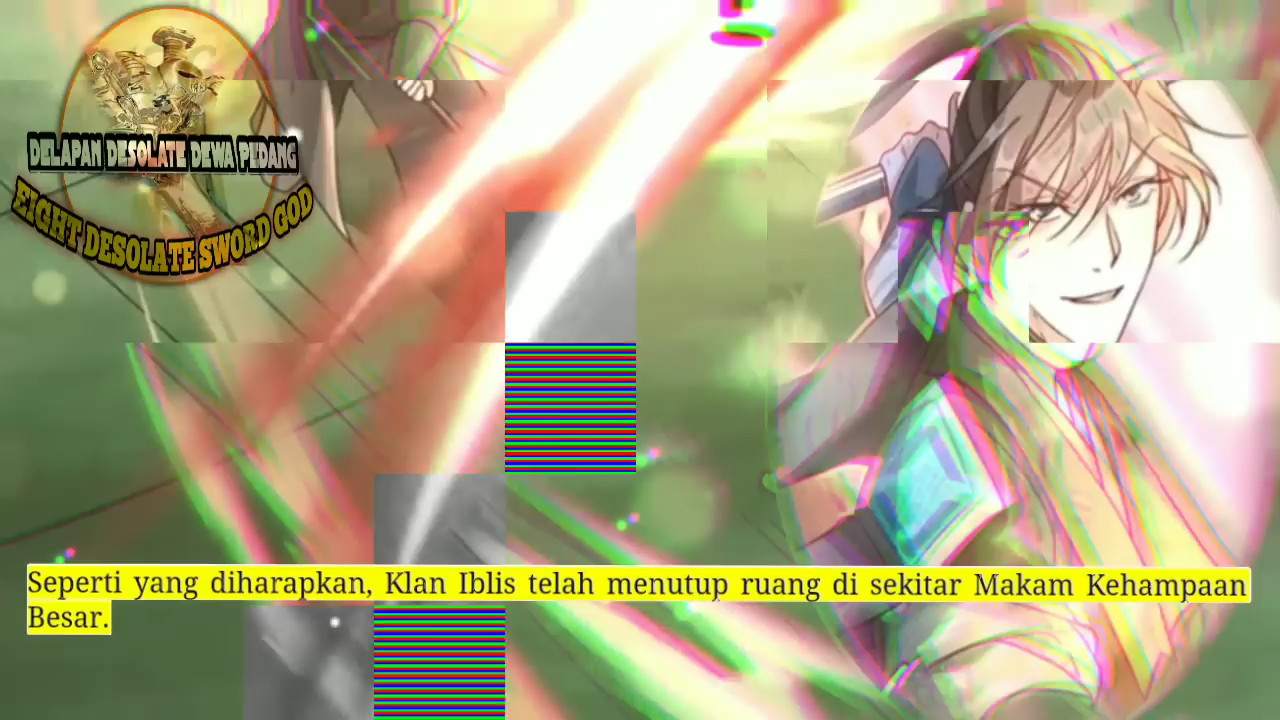 DELAPAN DESOLATE DEWA PEDANG
EIGHT DESOLATE SWORD GOD
Seperti yang diharapkan, Klan Iblis telah menutup ruang di sekitar Makam Kehampaan
Besar.